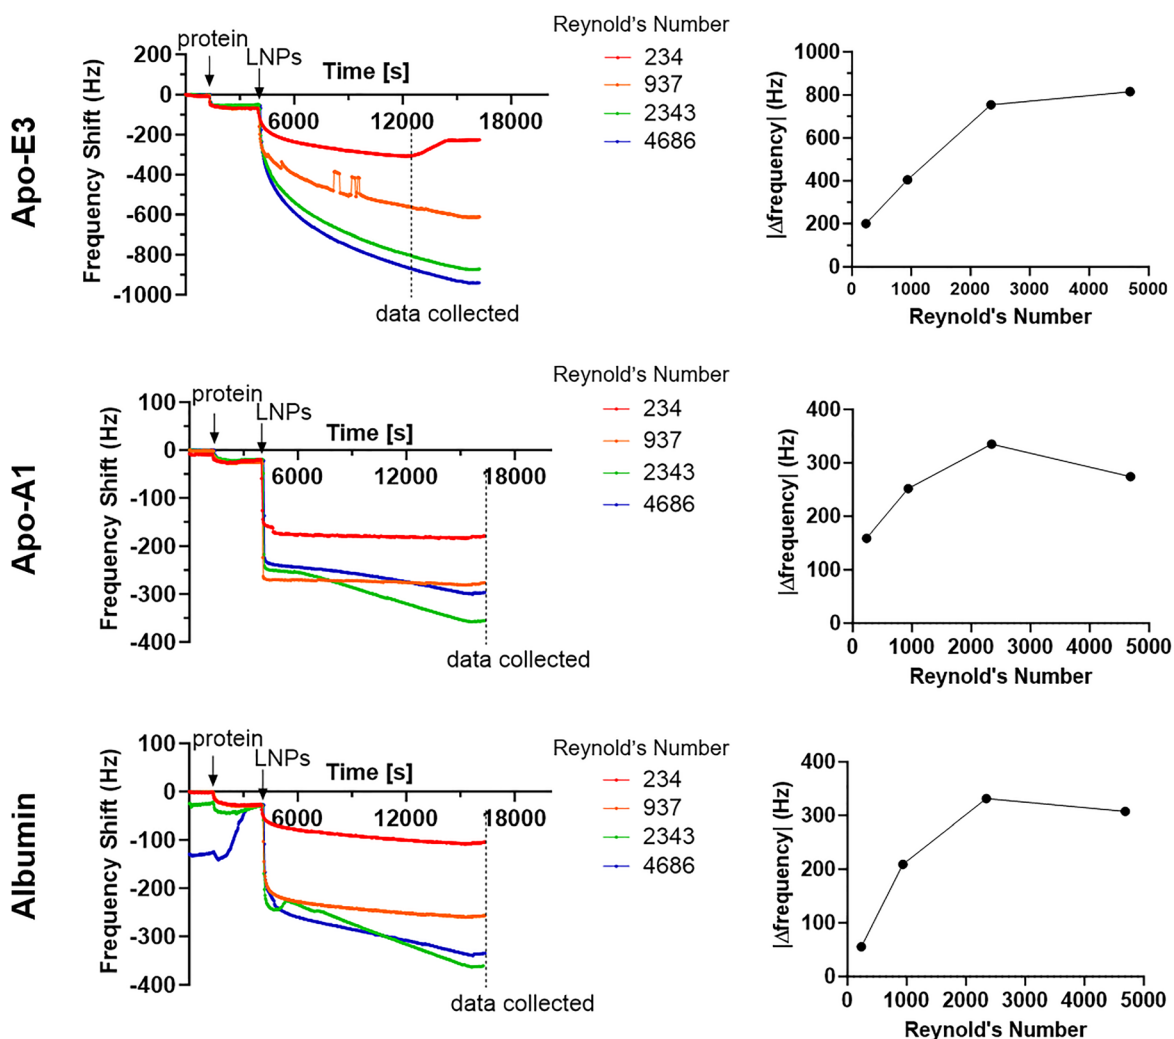 Apo-E3
protein
LNPs
Time [s]
Frequency Shift (Hz)
200
0
-200
-400
-600
-800
-1000
6000
12000
18000
data collected
Reynold's Number
234
937
2343
4686
|Δfrequency| (Hz)
1000
800
600
400
200
0
0
1000
2000
3000
4000
5000
Reynold's Number
Apo-A1
protein
LNPs
Time [s]
Frequency Shift (Hz)
100
0
-100
-200
-300
-400
6000
12000
18000
data collected
Reynold's Number
234
937
2343
4686
|Δfrequency| (Hz)
400
300
200
100
0
0
1000
2000
3000
4000
5000
Reynold's Number
Albumin
protein
LNPs
Time [s]
Frequency Shift (Hz)
100
0
-100
-200
-300
-400
6000
12000
18000
data collected
Reynold's Number
234
937
2343
4686
|Δfrequency| (Hz)
400
300
200
100
0
0
1000
2000
3000
4000
5000
Reynold's Number